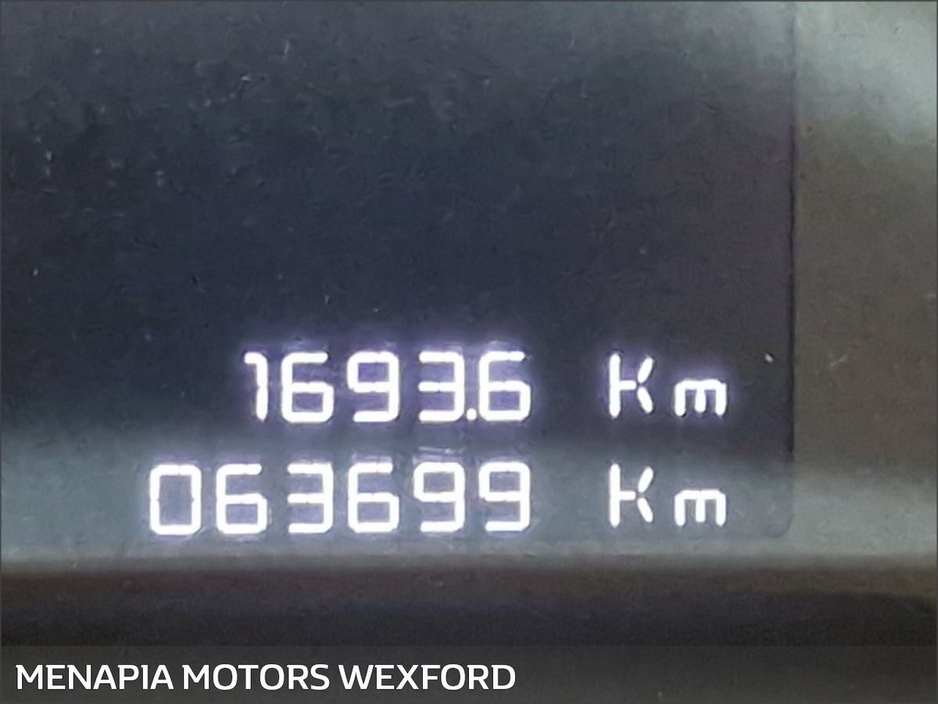 1693.6 Km
063699 Km
MENAPIA MOTORS WEXFORD